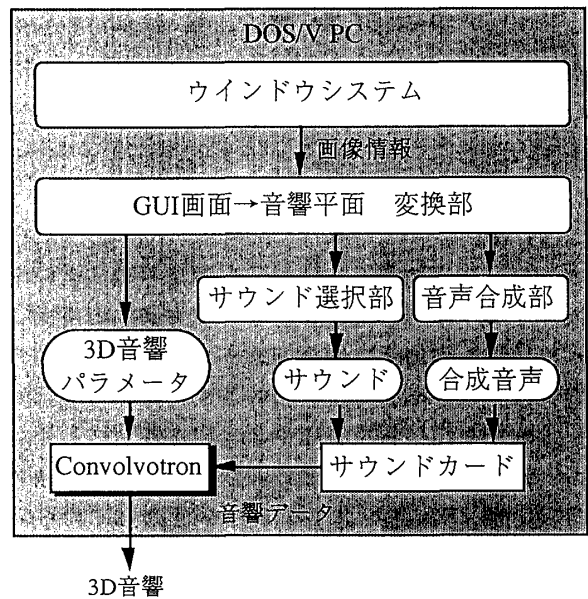 DOS/V PC
ウインドウシステム
画像情報
GUI画面→音響平面　変換部
サウンド選択部
音声合成部
3D音響
パラメータ
サウンド
合成音声
Convolvotron
サウンドカード
音響データ
3D音響